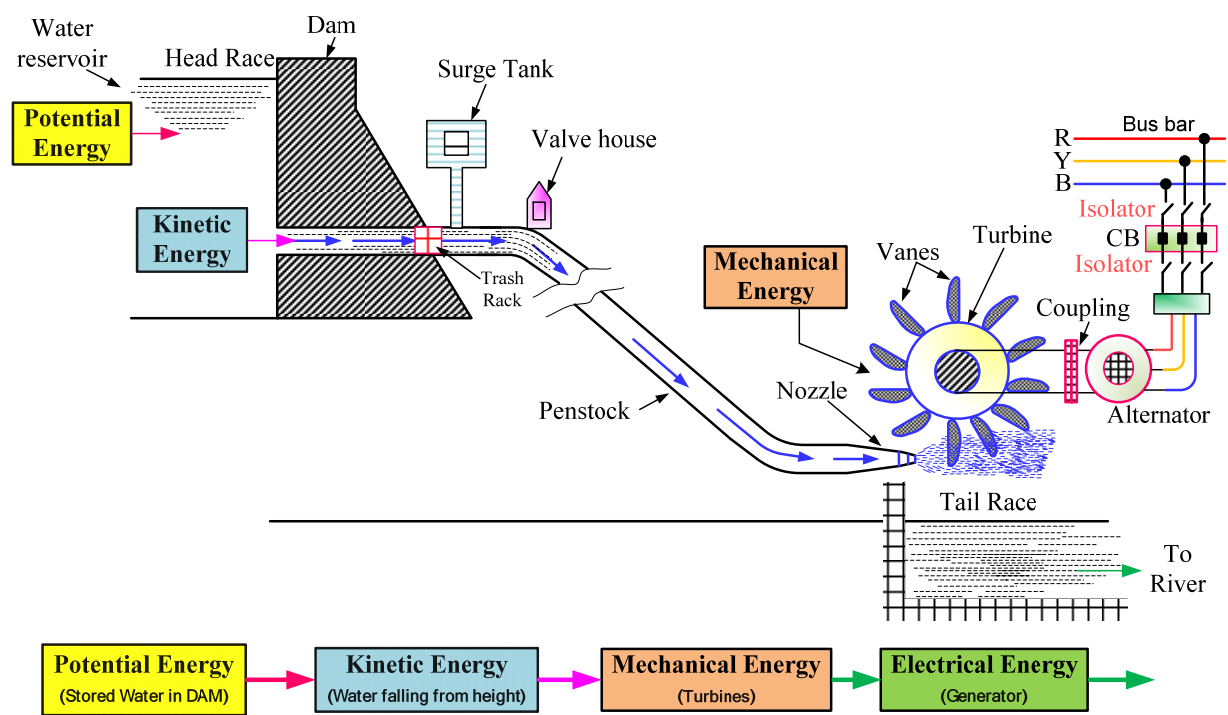 Water
reservoir
Head Race
Dam
Surge Tank
Valve house
Potential
Energy
Kinetic
Energy
Trash
Rack
Penstock
Mechanical
Energy
Nozzle
Vanes
Turbine
Coupling
Alternator
Bus bar
R
Y
B
Isolator
CB
Isolator
Tail Race
To
River
Potential Energy
(Stored Water in DAM)
Kinetic Energy
(Water falling from height)
Mechanical Energy
(Turbines)
Electrical Energy
(Generator)